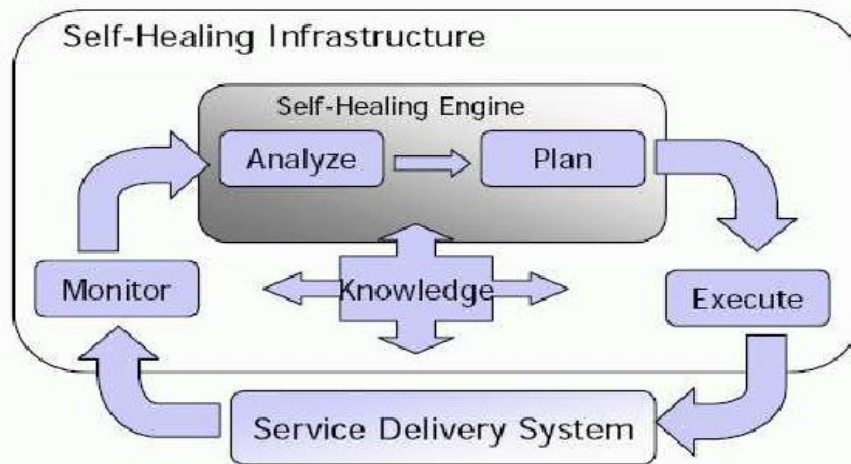 Self-Healing Infrastructure
Self-Healing Engine
Analyze
Plan
Monitor
Knowledge
Execute
Service Delivery System